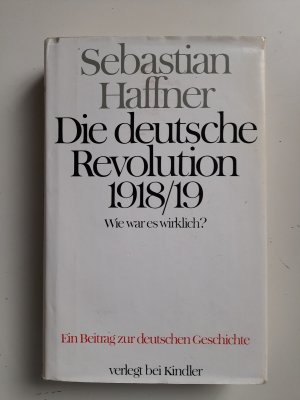 Sebastian
Haffner
Die deutsche
Revolution
1918/19
Wie war es wirklich?
Ein Beitrag zur deutschen Geschichte
verlegt bei Kindler